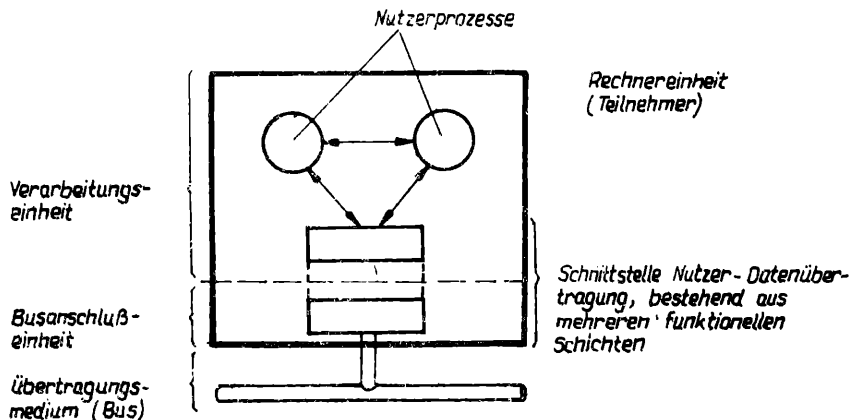 Nutzerprozesse
Rechnereinheit
(Teilnehmer)
Verarbeitungs-
einheit
Schnittstelle Nutzer-Datenüber-
tragung, bestehend aus
mehreren funktionellen
Schichten
Busanschluß-
einheit
Übertragungs-
medium (Bus)